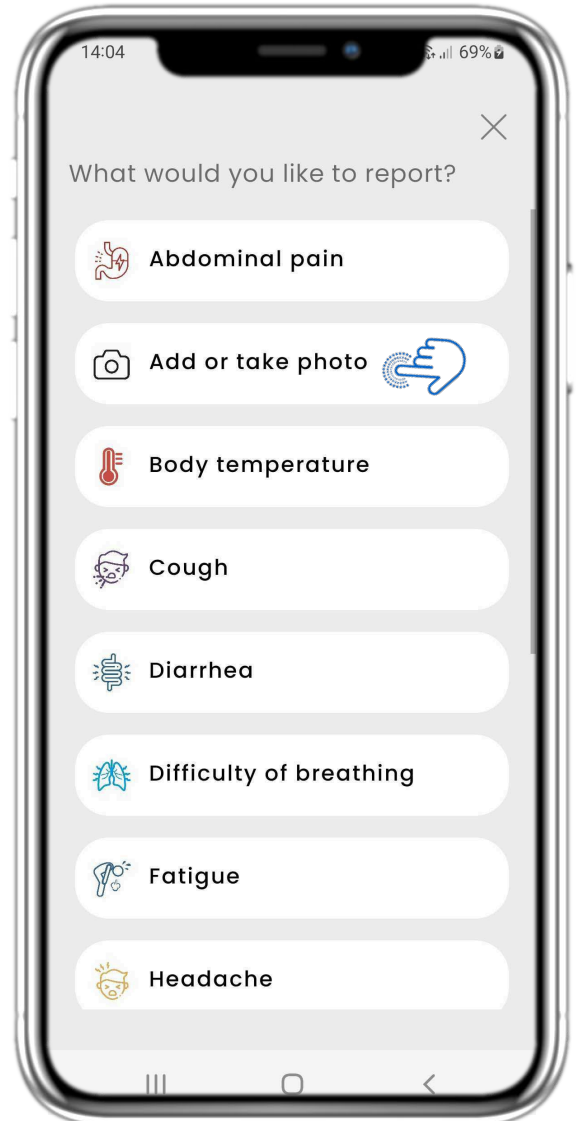 14:04
69%
What would you like to report?
Abdominal pain
Add or take photo
Body temperature
Cough
Diarrhea
Difficulty of breathing
Fatigue
Headache